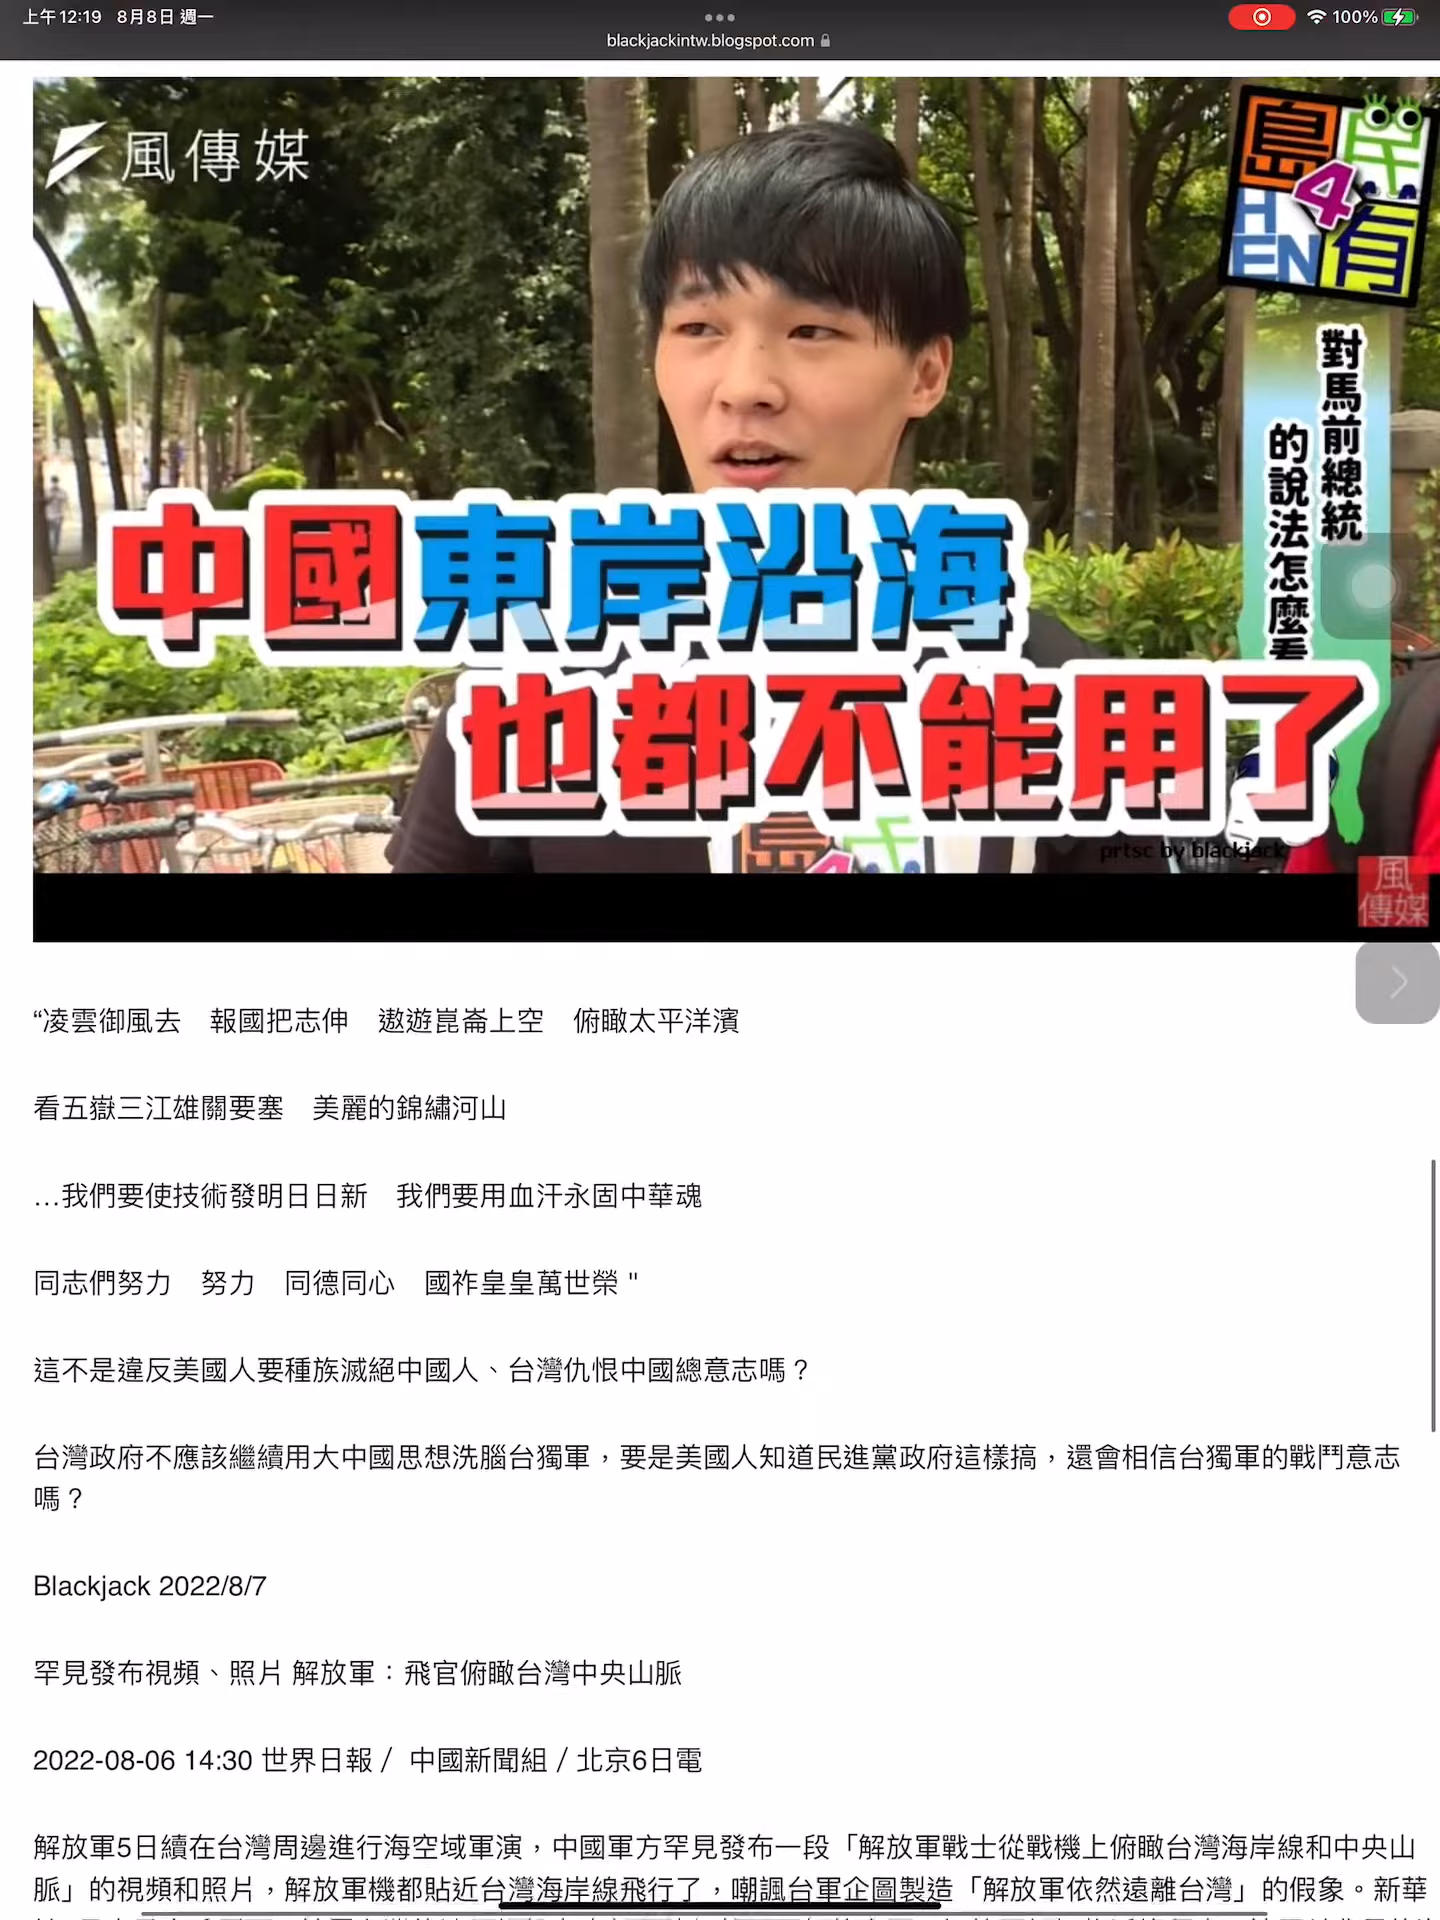 上午12:19 8月8日 週一
100%
blackjackintw.blogspot.com
風傳媒
島岸4有
HEN
對馬前總統
的說法怎麼看
中國東岸沿海
也都不能用了
島4
prtsc by blackjack
風傳媒
“凌雲御風去　報國把志伸　遨遊崑崙上空　俯瞰太平洋濱
看五嶽三江雄關要塞　美麗的錦繡河山
…我們要使技術發明日日新　我們要用血汗永固中華魂
同志們努力　努力　同德同心　國祚皇皇萬世榮 "
這不是違反美國人要種族滅絕中國人、台灣仇恨中國總意志嗎？
台灣政府不應該繼續用大中國思想洗腦台獨軍，要是美國人知道民進黨政府這樣搞，還會相信台獨軍的戰鬥意志
嗎？
Blackjack 2022/8/7
罕見發布視頻、照片 解放軍：飛官俯瞰台灣中央山脈
2022-08-06 14:30 世界日報／ 中國新聞組／北京6日電
解放軍5日續在台灣周邊進行海空域軍演，中國軍方罕見發布一段「解放軍戰士從戰機上俯瞰台灣海岸線和中央山
脈」的視頻和照片，解放軍機都貼近台灣海岸線飛行了，嘲諷台軍企圖製造「解放軍依然遠離台灣」的假象。新華